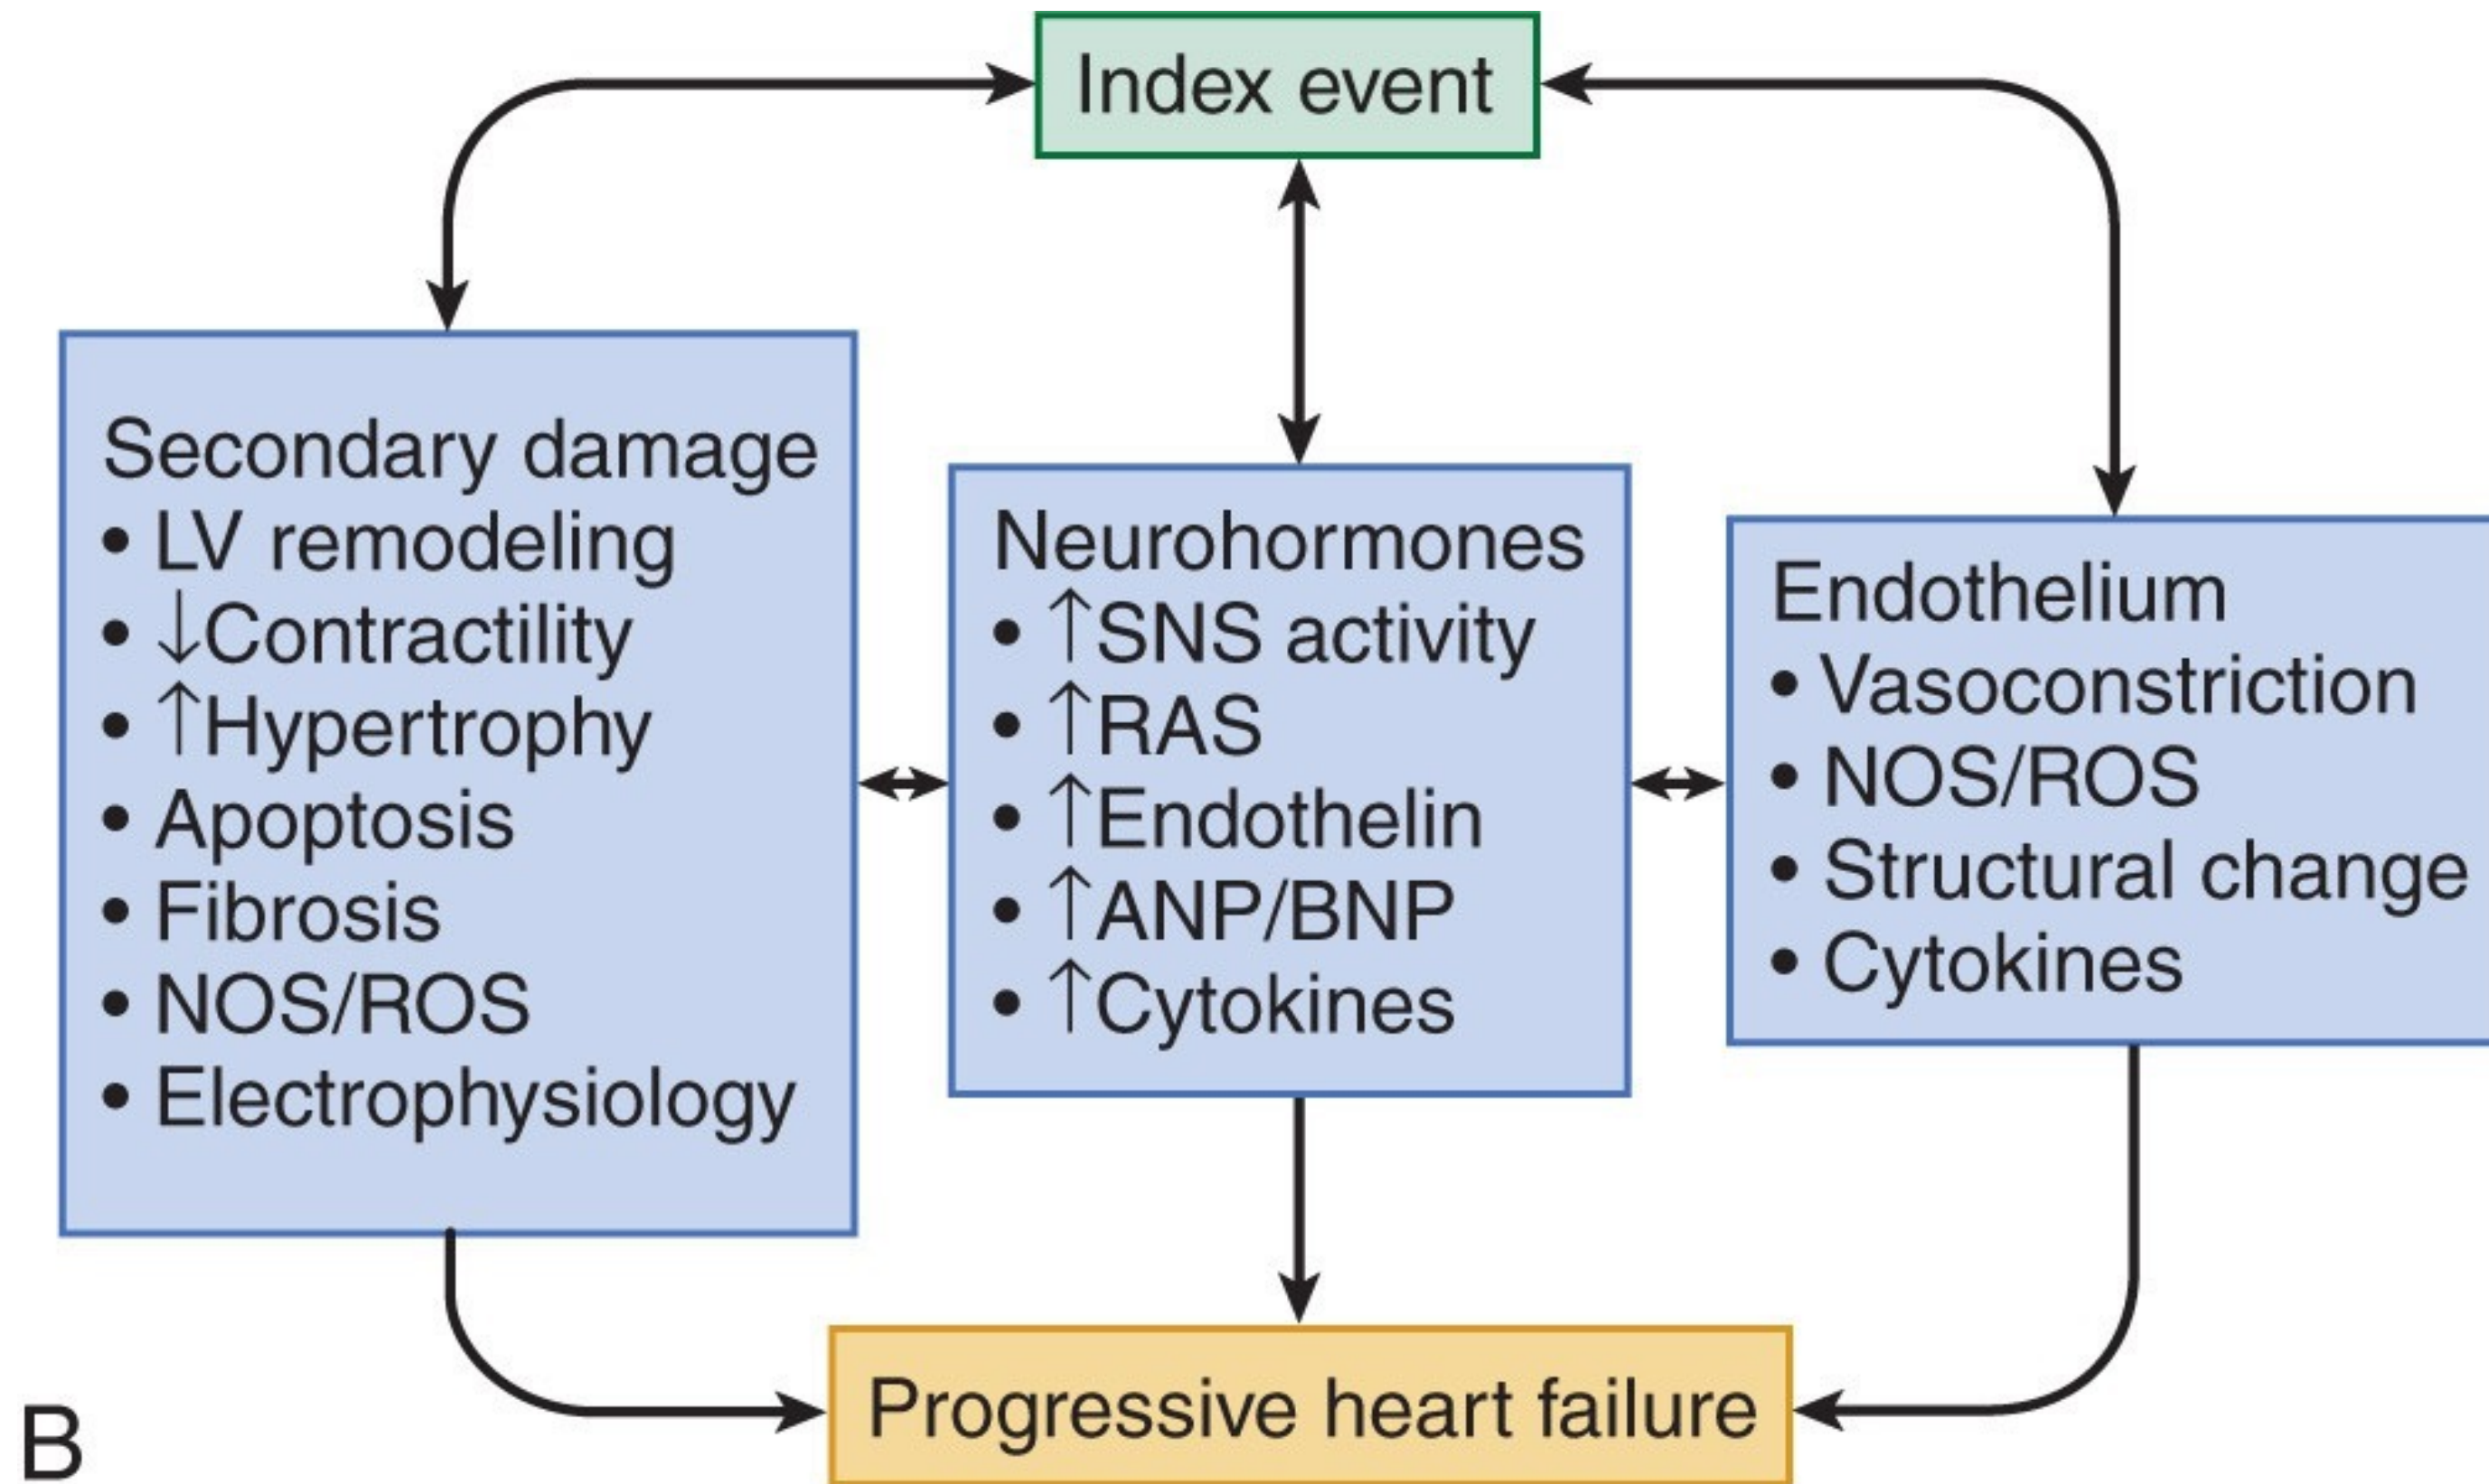 Index event
Secondary damage
• LV remodeling
• ↓Contractility
• ↑Hypertrophy
• Apoptosis
• Fibrosis
• NOS/ROS
• Electrophysiology
Neurohormones
• ↑SNS activity
• ↑RAS
• ↑Endothelin
• ↑ANP/BNP
• ↑Cytokines
Endothelium
• Vasoconstriction
• NOS/ROS
• Structural change
• Cytokines
Progressive heart failure
B